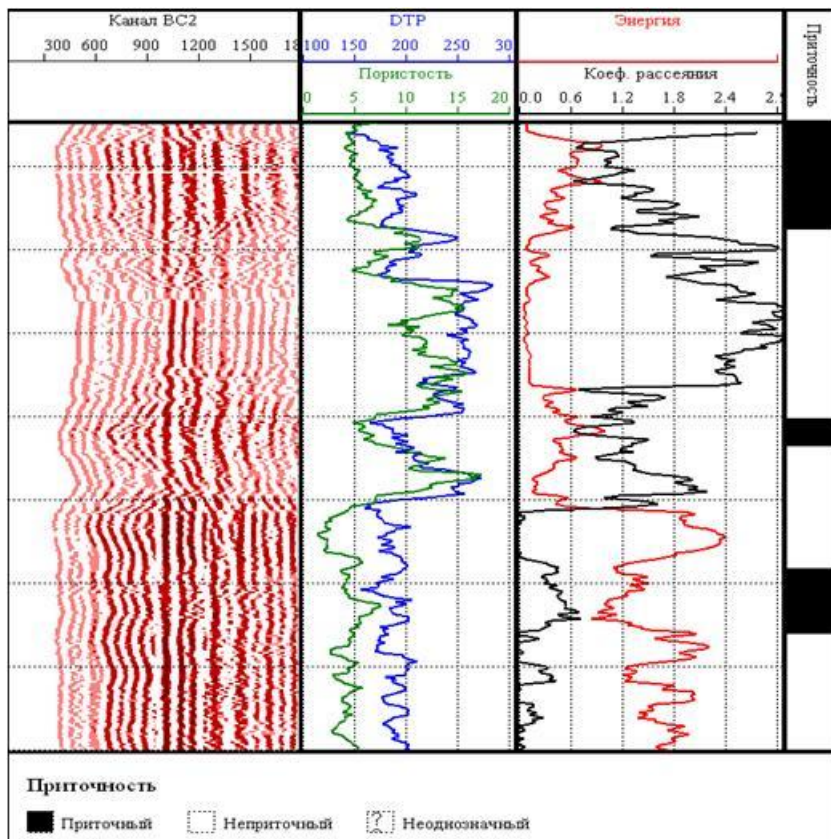 Канал ВС2
300 600 900 1200 1500 18
DTP
100 150 200 250 30
Пористость
0 5 10 15 20
Энергия
Коеф. рассеяния
0.0 0.6 1.2 1.8 2.4 2.9
Приточность
Приточность
Приточный
Неприточный
? Неоднозначный